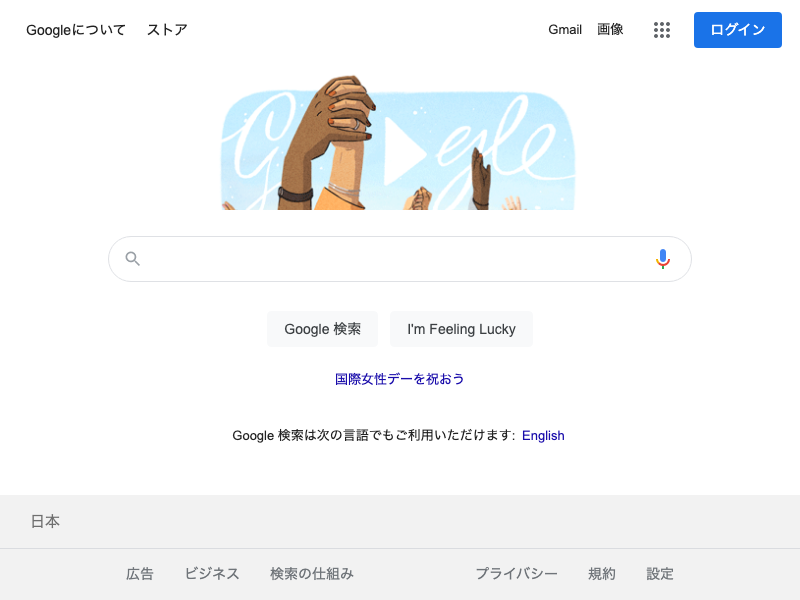 Googleについて ストア
Gmail 画像
ログイン
Google
Google 検索
I'm Feeling Lucky
国際女性デーを祝おう
Google 検索は次の言語でもご利用いただけます: English
日本
広告 ビジネス 検索の仕組み
プライバシー 規約 設定